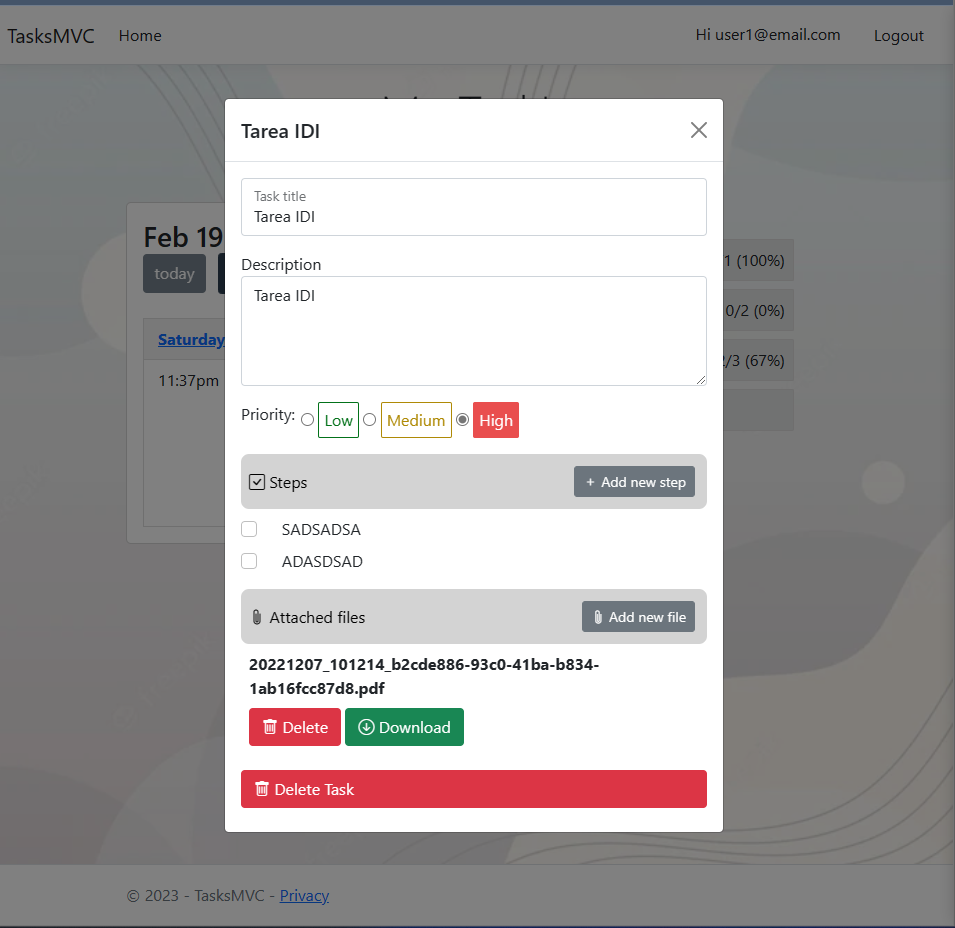 TasksMVC Home Hi user1@email.com Logout
Tarea IDI
Task title
Tarea IDI
Description
Tarea IDI
Priority: Low Medium High
Steps + Add new step
SADSADSA
ADASDSAD
Attached files Add new file
20221207_101214_b2cde886-93c0-41ba-b834-
1ab16fcc87d8.pdf
Delete Download
Delete Task
Feb 19
today
Saturday
11:37pm
1 (100%)
0/2 (0%)
/3 (67%)
© 2023 - TasksMVC - Privacy